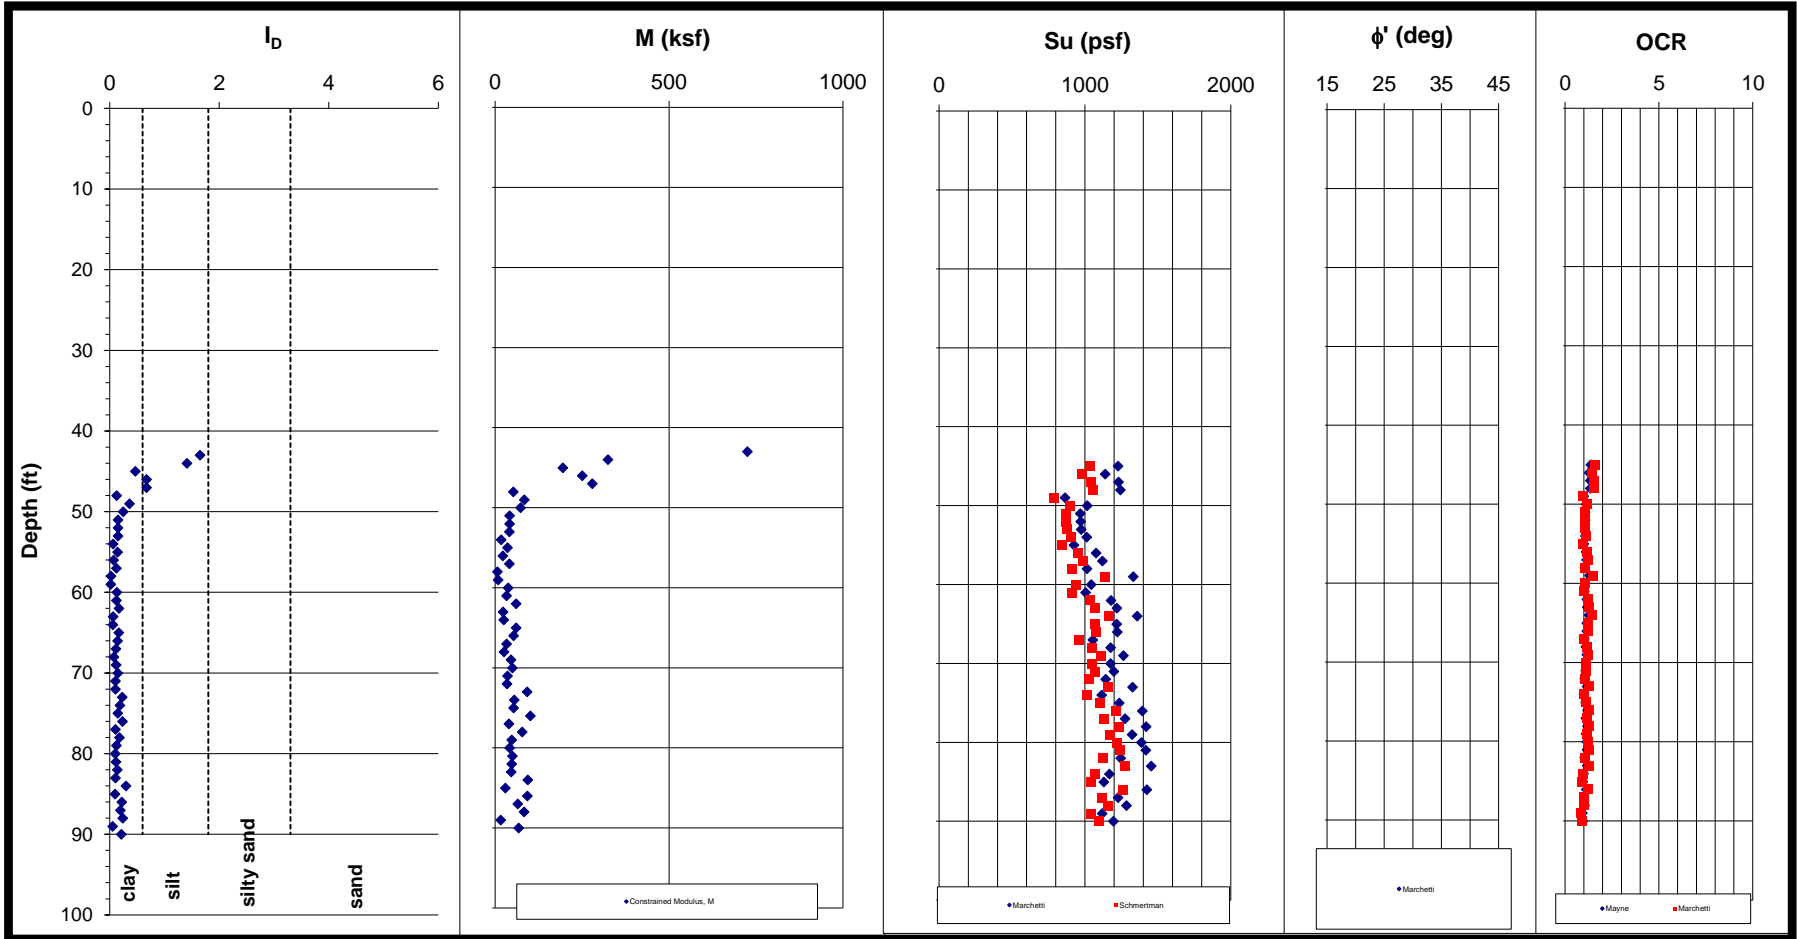 I_D
M (ksf)
Su (psf)
ϕ' (deg)
OCR
0 2 4 6
0 500 1000
0 1000 2000
15 25 35 45
0 5 10
0
10
20
30
40
50
60
70
80
90
100
Depth (ft)
clay
silt
silty sand
sand
Constrained Modulus, M
Marchetti
Schmertman
Marchetti
Mayne
Marchetti